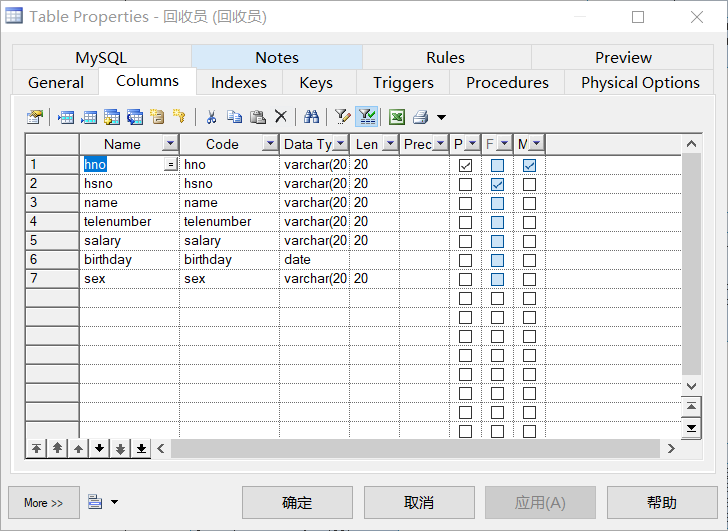 Table Properties - 回收员 (回收员)
MySQL Notes Rules Preview
General Columns Indexes Keys Triggers Procedures Physical Options
Name Code Data Ty Len Prec P F M
1 hno = hno varchar(20 20
2 hsno hsno varchar(20 20
3 name name varchar(20 20
4 telenumber telenumber varchar(20 20
5 salary salary varchar(20 20
6 birthday birthday date
7 sex sex varchar(20 20
More >> 确定 取消 应用(A) 帮助